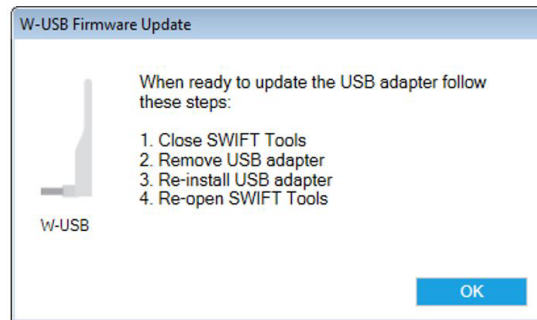 W-USB Firmware Update
When ready to update the USB adapter follow
these steps:
1. Close SWIFT Tools
2. Remove USB adapter
3. Re-install USB adapter
4. Re-open SWIFT Tools
W-USB
OK